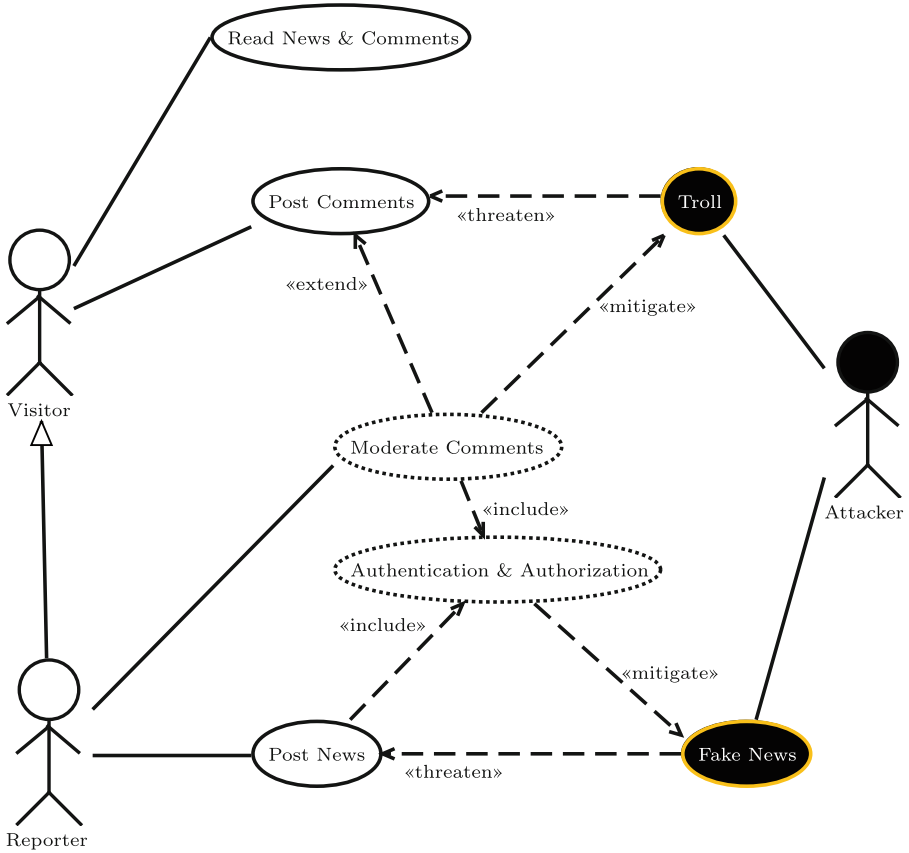 Read News & Comments
Post Comments
Troll
«threaten»
«extend»
«mitigate»
Visitor
Moderate Comments
Attacker
«include»
Authentication & Authorization
«include»
«mitigate»
Post News
Fake News
«threaten»
Reporter